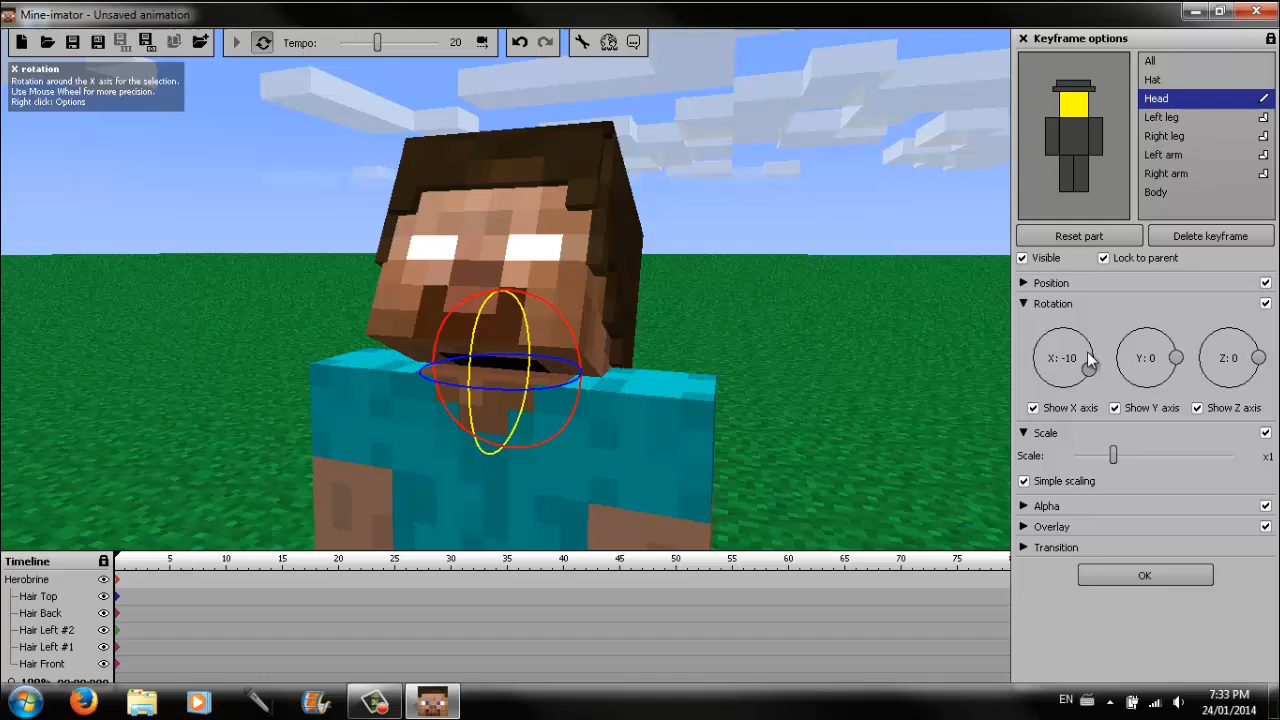 Mine-imator - Unsaved animation
Tempo:
20
X rotation
Rotation around the X axis for the selection.
Use Mouse Wheel for more precision.
Right click: Options
Keyframe options
All
Hat
Head
Left leg
Right leg
Left arm
Right arm
Body
Reset part
Delete keyframe
Visible
Lock to parent
Position
Rotation
X: -10
Y: 0
Z: 0
Show X axis
Show Y axis
Show Z axis
Scale
Scale:
x1
Simple scaling
Alpha
Overlay
Transition
OK
Timeline
5 10 15 20 25 30 35 40 45 50 55 60 65 70 75
Herobrine
Hair Top
Hair Back
Hair Left #2
Hair Left #1
Hair Front
EN
7:33 PM
24/01/2014